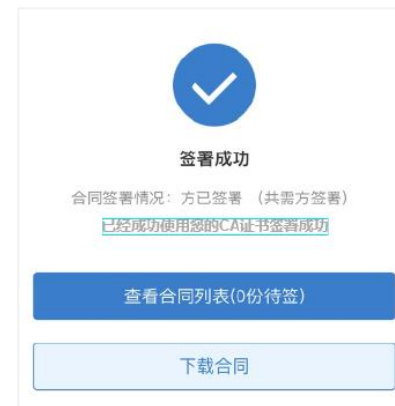 签署成功
合同签署情况：方已签署 （共需方签署）
已经成功使用您的CA证书签署成功
查看合同列表(0份待签)
下载合同